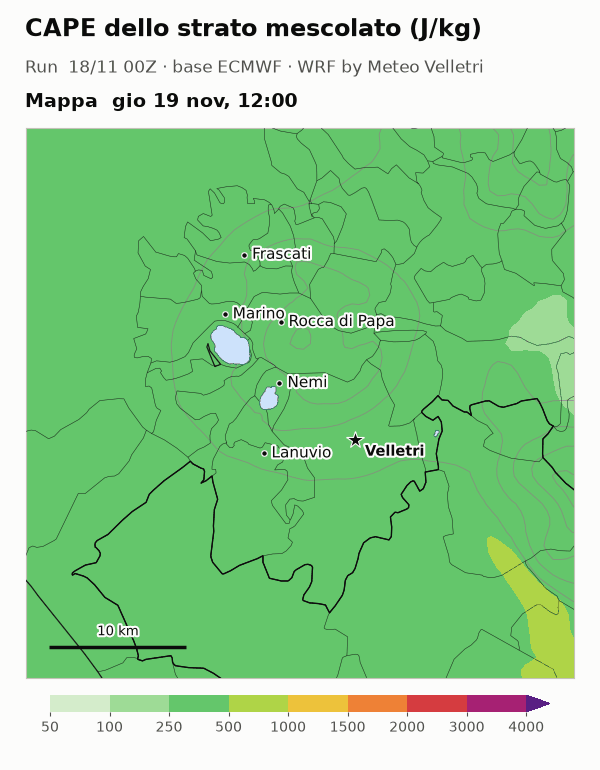 CAPE dello strato mescolato (J/kg)
Run  18/11 00Z · base ECMWF · WRF by Meteo Velletri
Mappa  gio 19 nov, 12:00
Frascati
Marino
Rocca di Papa
Nemi
Velletri
Lanuvio
10 km
50 100 250 500 1000 1500 2000 3000 4000